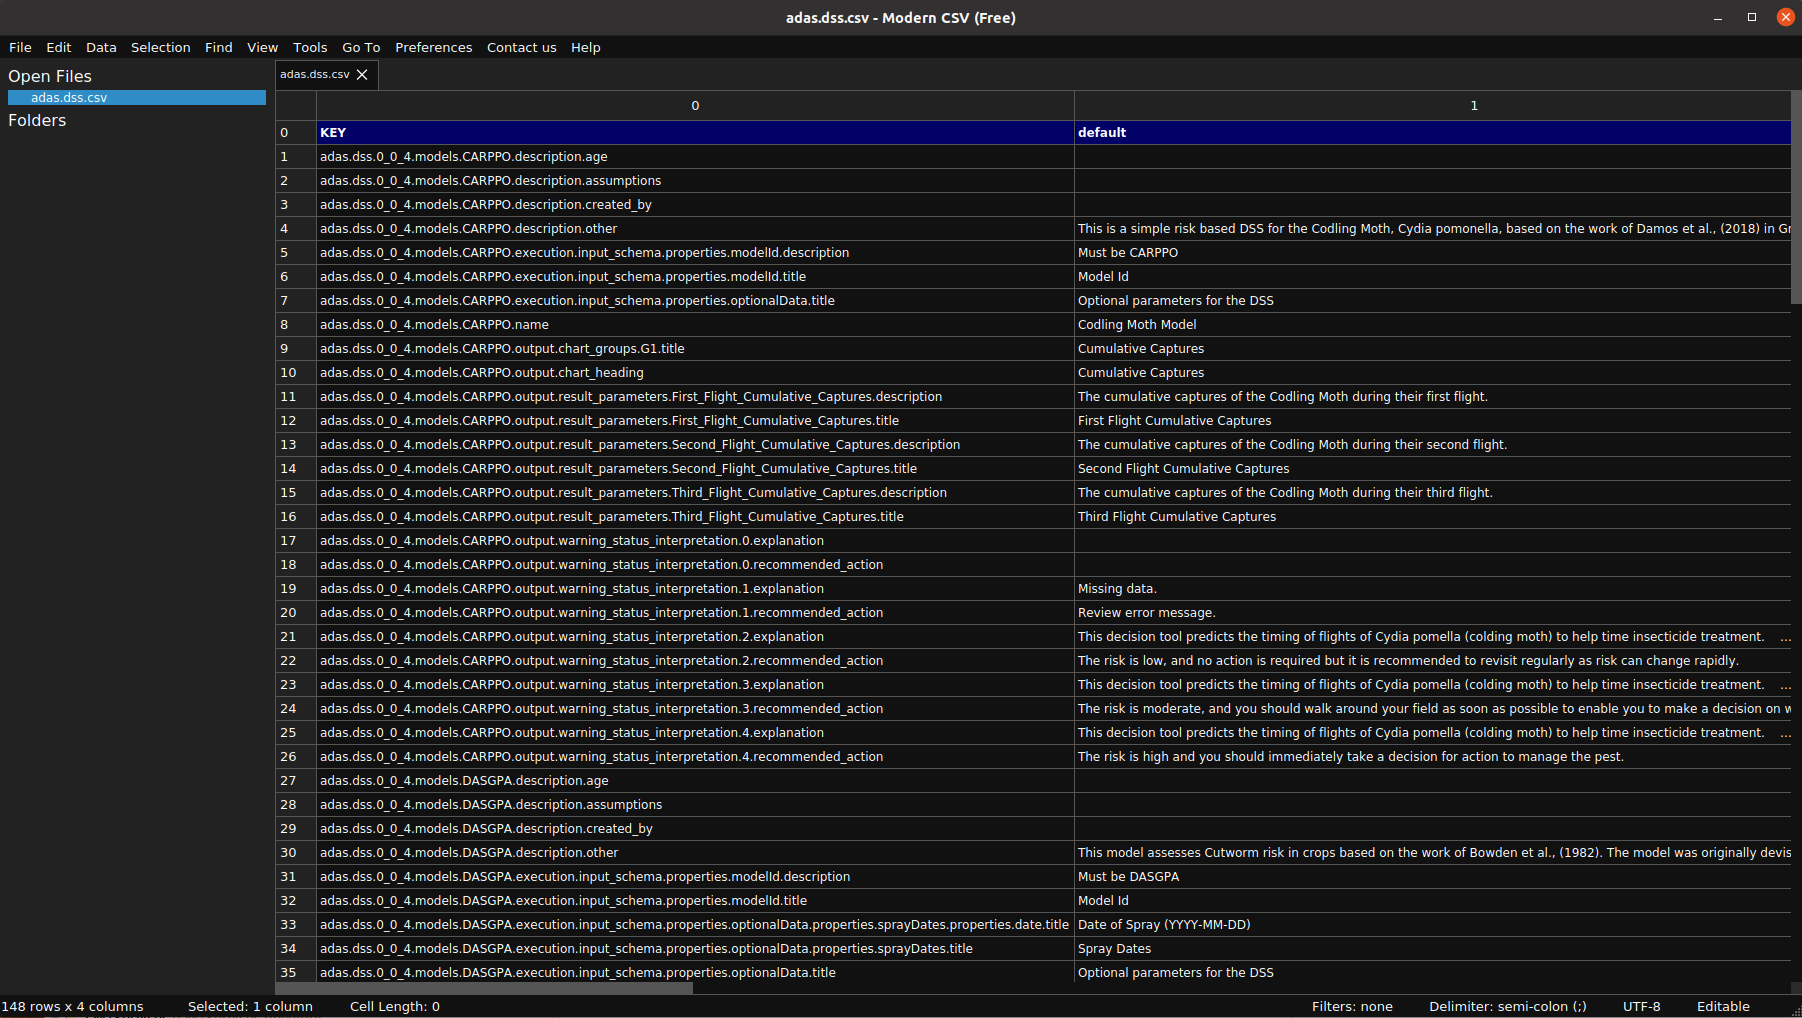 adas.dss.csv - Modern CSV (Free)
File Edit Data Selection Find View Tools Go To Preferences Contact us Help
Open Files
adas.dss.csv
Folders
adas.dss.csv
0 1
0 KEY default
1 adas.dss.0_0_4.models.CARPPO.description.age
2 adas.dss.0_0_4.models.CARPPO.description.assumptions
3 adas.dss.0_0_4.models.CARPPO.description.created_by
4 adas.dss.0_0_4.models.CARPPO.description.other This is a simple risk based DSS for the Codling Moth, Cydia pomonella, based on the work of Damos et al., (2018) in Gr
5 adas.dss.0_0_4.models.CARPPO.execution.input_schema.properties.modelId.description Must be CARPPO
6 adas.dss.0_0_4.models.CARPPO.execution.input_schema.properties.modelId.title Model Id
7 adas.dss.0_0_4.models.CARPPO.execution.input_schema.properties.optionalData.title Optional parameters for the DSS
8 adas.dss.0_0_4.models.CARPPO.name Codling Moth Model
9 adas.dss.0_0_4.models.CARPPO.output.chart_groups.G1.title Cumulative Captures
10 adas.dss.0_0_4.models.CARPPO.output.chart_heading Cumulative Captures
11 adas.dss.0_0_4.models.CARPPO.output.result_parameters.First_Flight_Cumulative_Captures.description The cumulative captures of the Codling Moth during their first flight.
12 adas.dss.0_0_4.models.CARPPO.output.result_parameters.First_Flight_Cumulative_Captures.title First Flight Cumulative Captures
13 adas.dss.0_0_4.models.CARPPO.output.result_parameters.Second_Flight_Cumulative_Captures.description The cumulative captures of the Codling Moth during their second flight.
14 adas.dss.0_0_4.models.CARPPO.output.result_parameters.Second_Flight_Cumulative_Captures.title Second Flight Cumulative Captures
15 adas.dss.0_0_4.models.CARPPO.output.result_parameters.Third_Flight_Cumulative_Captures.description The cumulative captures of the Codling Moth during their third flight.
16 adas.dss.0_0_4.models.CARPPO.output.result_parameters.Third_Flight_Cumulative_Captures.title Third Flight Cumulative Captures
17 adas.dss.0_0_4.models.CARPPO.output.warning_status_interpretation.0.explanation
18 adas.dss.0_0_4.models.CARPPO.output.warning_status_interpretation.0.recommended_action
19 adas.dss.0_0_4.models.CARPPO.output.warning_status_interpretation.1.explanation Missing data.
20 adas.dss.0_0_4.models.CARPPO.output.warning_status_interpretation.1.recommended_action Review error message.
21 adas.dss.0_0_4.models.CARPPO.output.warning_status_interpretation.2.explanation This decision tool predicts the timing of flights of Cydia pomella (colding moth) to help time insecticide treatment. ...
22 adas.dss.0_0_4.models.CARPPO.output.warning_status_interpretation.2.recommended_action The risk is low, and no action is required but it is recommended to revisit regularly as risk can change rapidly.
23 adas.dss.0_0_4.models.CARPPO.output.warning_status_interpretation.3.explanation This decision tool predicts the timing of flights of Cydia pomella (colding moth) to help time insecticide treatment. ...
24 adas.dss.0_0_4.models.CARPPO.output.warning_status_interpretation.3.recommended_action The risk is moderate, and you should walk around your field as soon as possible to enable you to make a decision on w
25 adas.dss.0_0_4.models.CARPPO.output.warning_status_interpretation.4.explanation This decision tool predicts the timing of flights of Cydia pomella (colding moth) to help time insecticide treatment. ...
26 adas.dss.0_0_4.models.CARPPO.output.warning_status_interpretation.4.recommended_action The risk is high and you should immediately take a decision for action to manage the pest.
27 adas.dss.0_0_4.models.DASGPA.description.age
28 adas.dss.0_0_4.models.DASGPA.description.assumptions
29 adas.dss.0_0_4.models.DASGPA.description.created_by
30 adas.dss.0_0_4.models.DASGPA.description.other This model assesses Cutworm risk in crops based on the work of Bowden et al., (1982). The model was originally devis
31 adas.dss.0_0_4.models.DASGPA.execution.input_schema.properties.modelId.description Must be DASGPA
32 adas.dss.0_0_4.models.DASGPA.execution.input_schema.properties.modelId.title Model Id
33 adas.dss.0_0_4.models.DASGPA.execution.input_schema.properties.optionalData.properties.sprayDates.properties.date.title Date of Spray (YYYY-MM-DD)
34 adas.dss.0_0_4.models.DASGPA.execution.input_schema.properties.optionalData.properties.sprayDates.title Spray Dates
35 adas.dss.0_0_4.models.DASGPA.execution.input_schema.properties.optionalData.title Optional parameters for the DSS
148 rows x 4 columns Selected: 1 column Cell Length: 0 Filters: none Delimiter: semi-colon (;) UTF-8 Editable